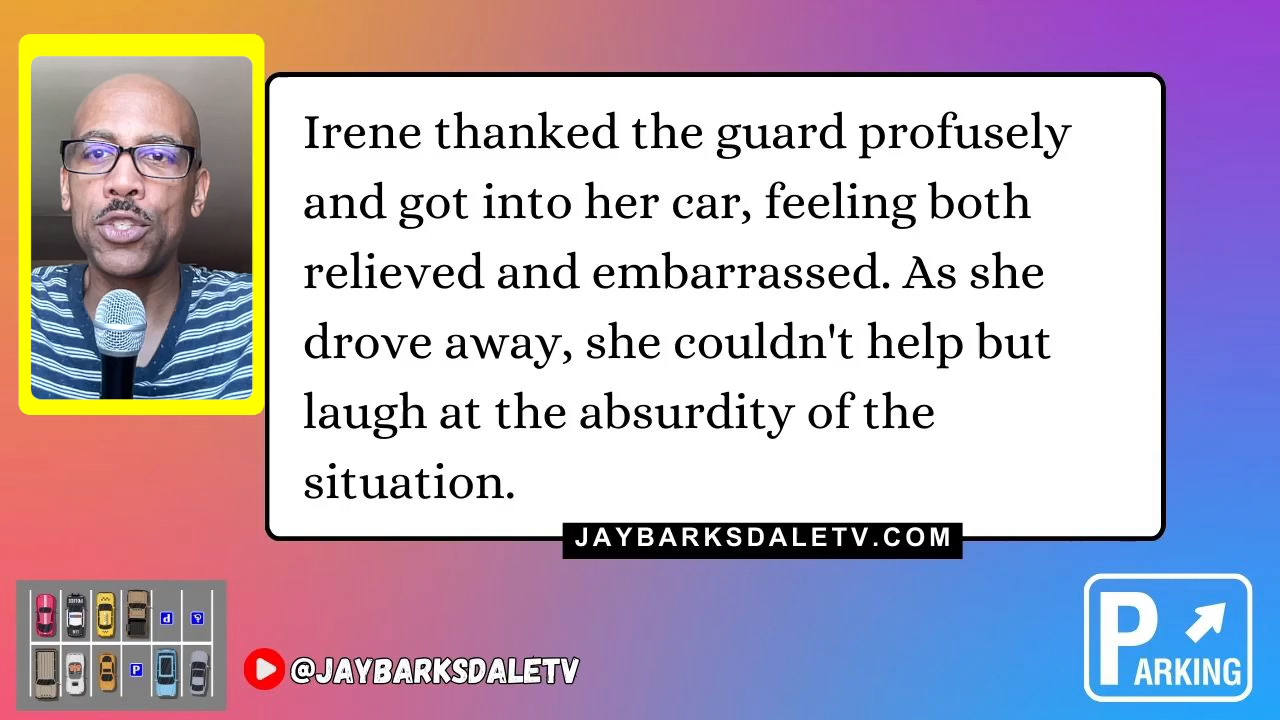 Irene thanked the guard profusely
and got into her car, feeling both
relieved and embarrassed. As she
drove away, she couldn't help but
laugh at the absurdity of the
situation.
JAYBARKSDALETV.COM
@JAYBARKSDALETV
P
ARKING